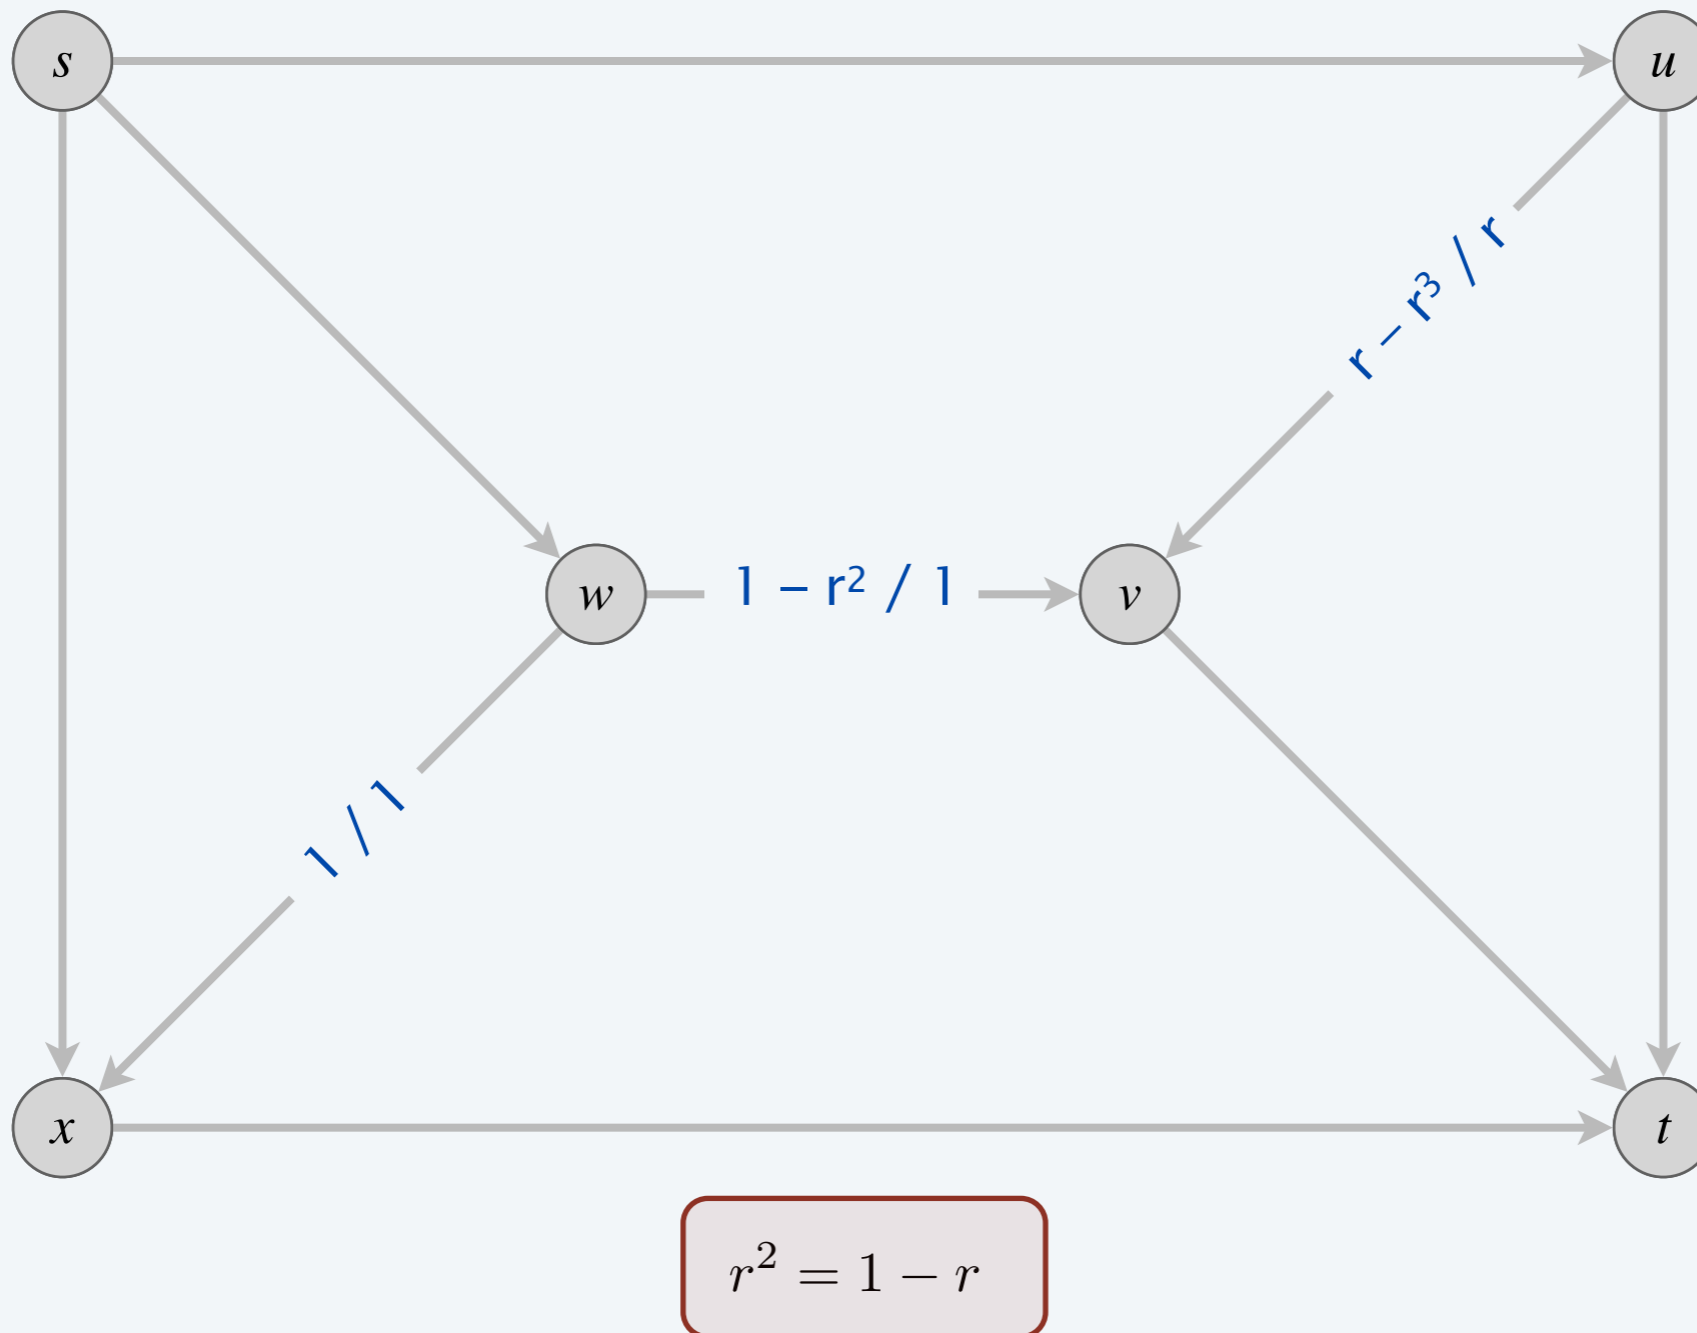 s
u
r – r³ / r
w
1 – r² / 1
v
1 / 1
x
t
r² = 1 − r